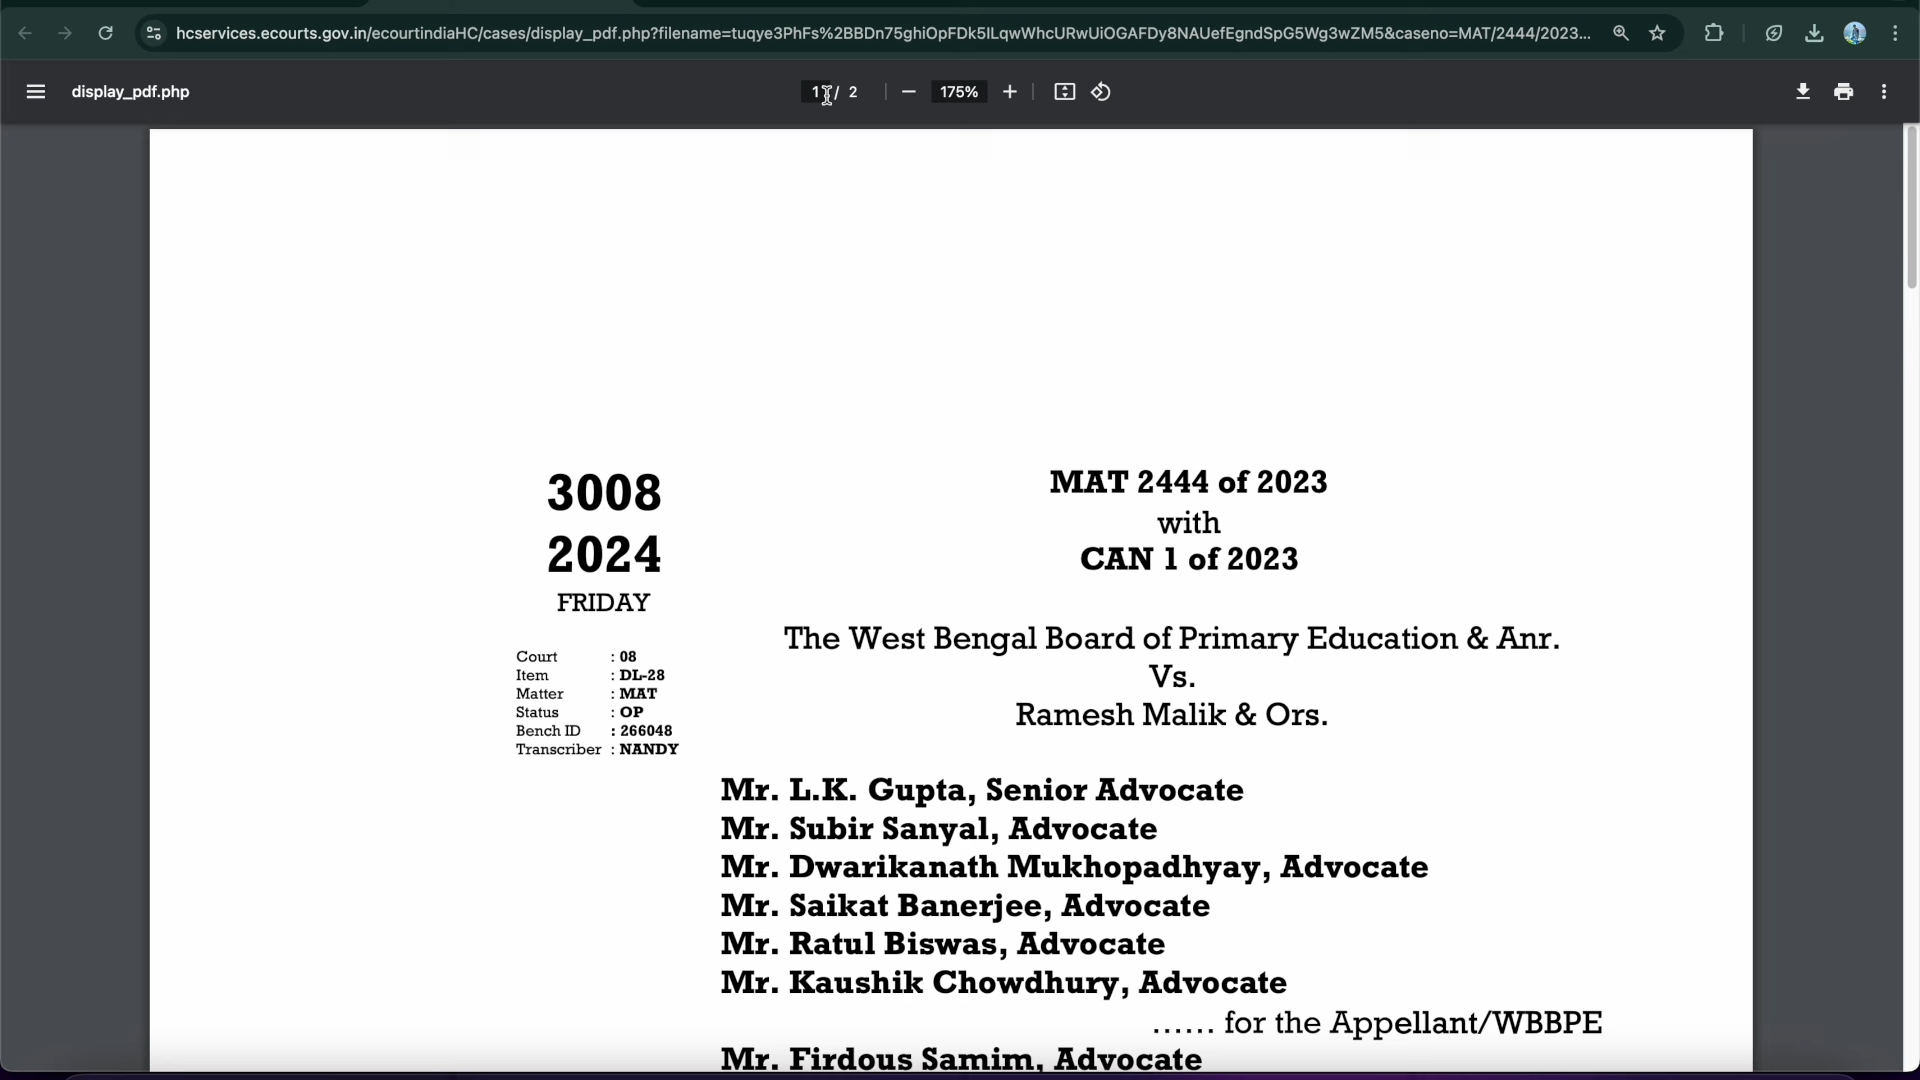 hcservices.ecourts.gov.in/ecourtindiaHC/cases/display_pdf.php?filename=tuqye3PhFs%2BBDn75ghiOpFDk5ILqwWhcURwUiOGAFDy8NAUefEgndSpG5Wg3wZM5&caseno=MAT/2444/2023...
display_pdf.php
1 / 2
175%
3008
2024
FRIDAY
Court : 08
Item : DL-28
Matter : MAT
Status : OP
Bench ID : 266048
Transcriber : NANDY
MAT 2444 of 2023
with
CAN 1 of 2023
The West Bengal Board of Primary Education & Anr.
Vs.
Ramesh Malik & Ors.
Mr. L.K. Gupta, Senior Advocate
Mr. Subir Sanyal, Advocate
Mr. Dwarikanath Mukhopadhyay, Advocate
Mr. Saikat Banerjee, Advocate
Mr. Ratul Biswas, Advocate
Mr. Kaushik Chowdhury, Advocate
...... for the Appellant/WBBPE
Mr. Firdous Samim, Advocate